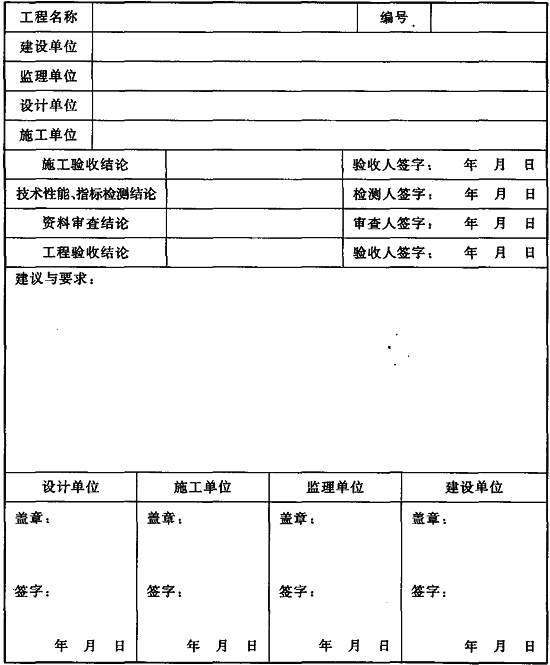 工程名称 编号
建设单位
监理单位
设计单位
施工单位
施工验收结论 验收人签字： 年 月 日
技术性能、指标检测结论 检测人签字： 年 月 日
资料审查结论 审查人签字： 年 月 日
工程验收结论 验收人签字： 年 月 日
建议与要求：
设计单位 施工单位 监理单位 建设单位
盖章： 盖章： 盖章： 盖章：
签字： 签字： 签字： 签字：
年 月 日 年 月 日 年 月 日 年 月 日